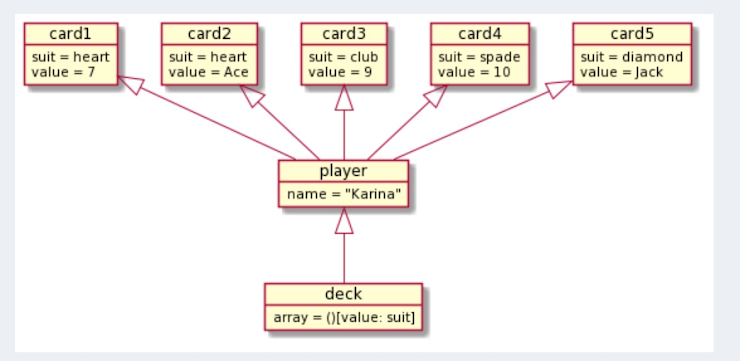 card1
suit = heart
value = 7
card2
suit = heart
value = Ace
card3
suit = club
value = 9
card4
suit = spade
value = 10
card5
suit = diamond
value = Jack
player
name = "Karina"
deck
array = ()[value: suit]